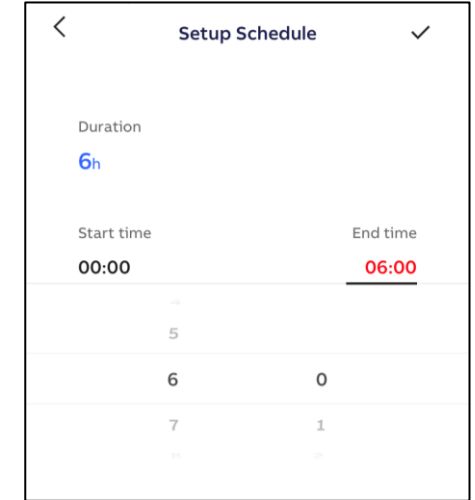 Setup Schedule
Duration
6h
Start time End time
00:00 06:00
5
6 0
7 1